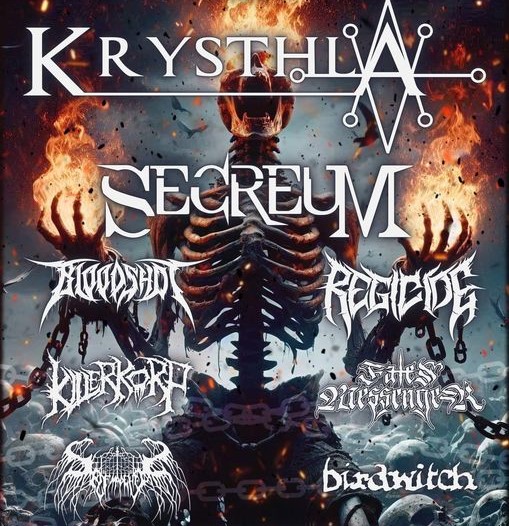 KRYSTHLA
SECREUM
BLOODSHOT
REGICIDE
KILLERKORP
FATES
MESSENGER
birdwitch